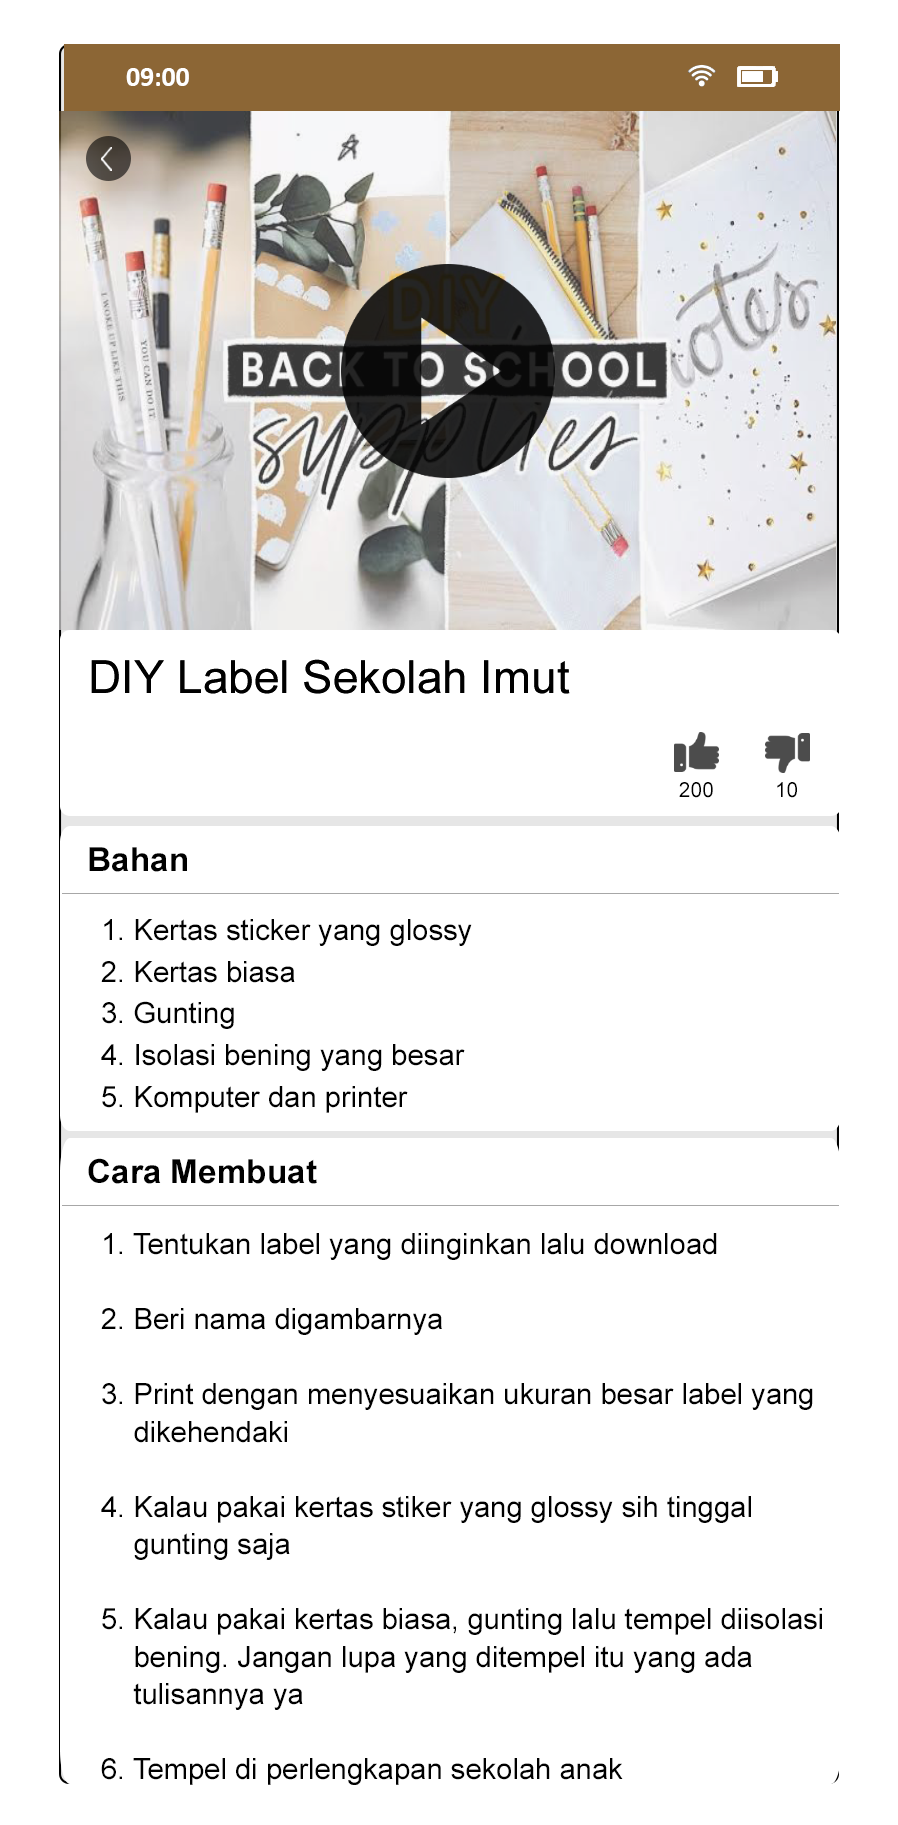 09:00
I WOKE UP LIKE THIS
YOU CAN DO IT
DIY
BACK TO SCHOOL
supplies
notes
DIY Label Sekolah Imut
200 10
Bahan
1. Kertas sticker yang glossy
2. Kertas biasa
3. Gunting
4. Isolasi bening yang besar
5. Komputer dan printer
Cara Membuat
1. Tentukan label yang diinginkan lalu download
2. Beri nama digambarnya
3. Print dengan menyesuaikan ukuran besar label yang
dikehendaki
4. Kalau pakai kertas stiker yang glossy sih tinggal
gunting saja
5. Kalau pakai kertas biasa, gunting lalu tempel diisolasi
bening. Jangan lupa yang ditempel itu yang ada
tulisannya ya
6. Tempel di perlengkapan sekolah anak